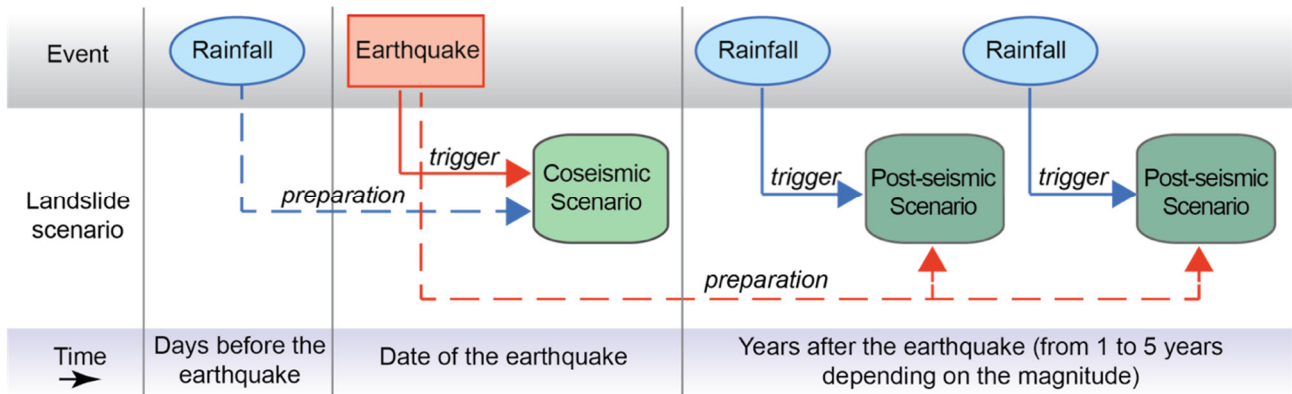 Event
Rainfall
Earthquake
Rainfall
Rainfall
Landslide
scenario
trigger
preparation
Coseismic
Scenario
trigger
Post-seismic
Scenario
trigger
Post-seismic
Scenario
preparation
Time
Days before the
earthquake
Date of the earthquake
Years after the earthquake (from 1 to 5 years
depending on the magnitude)